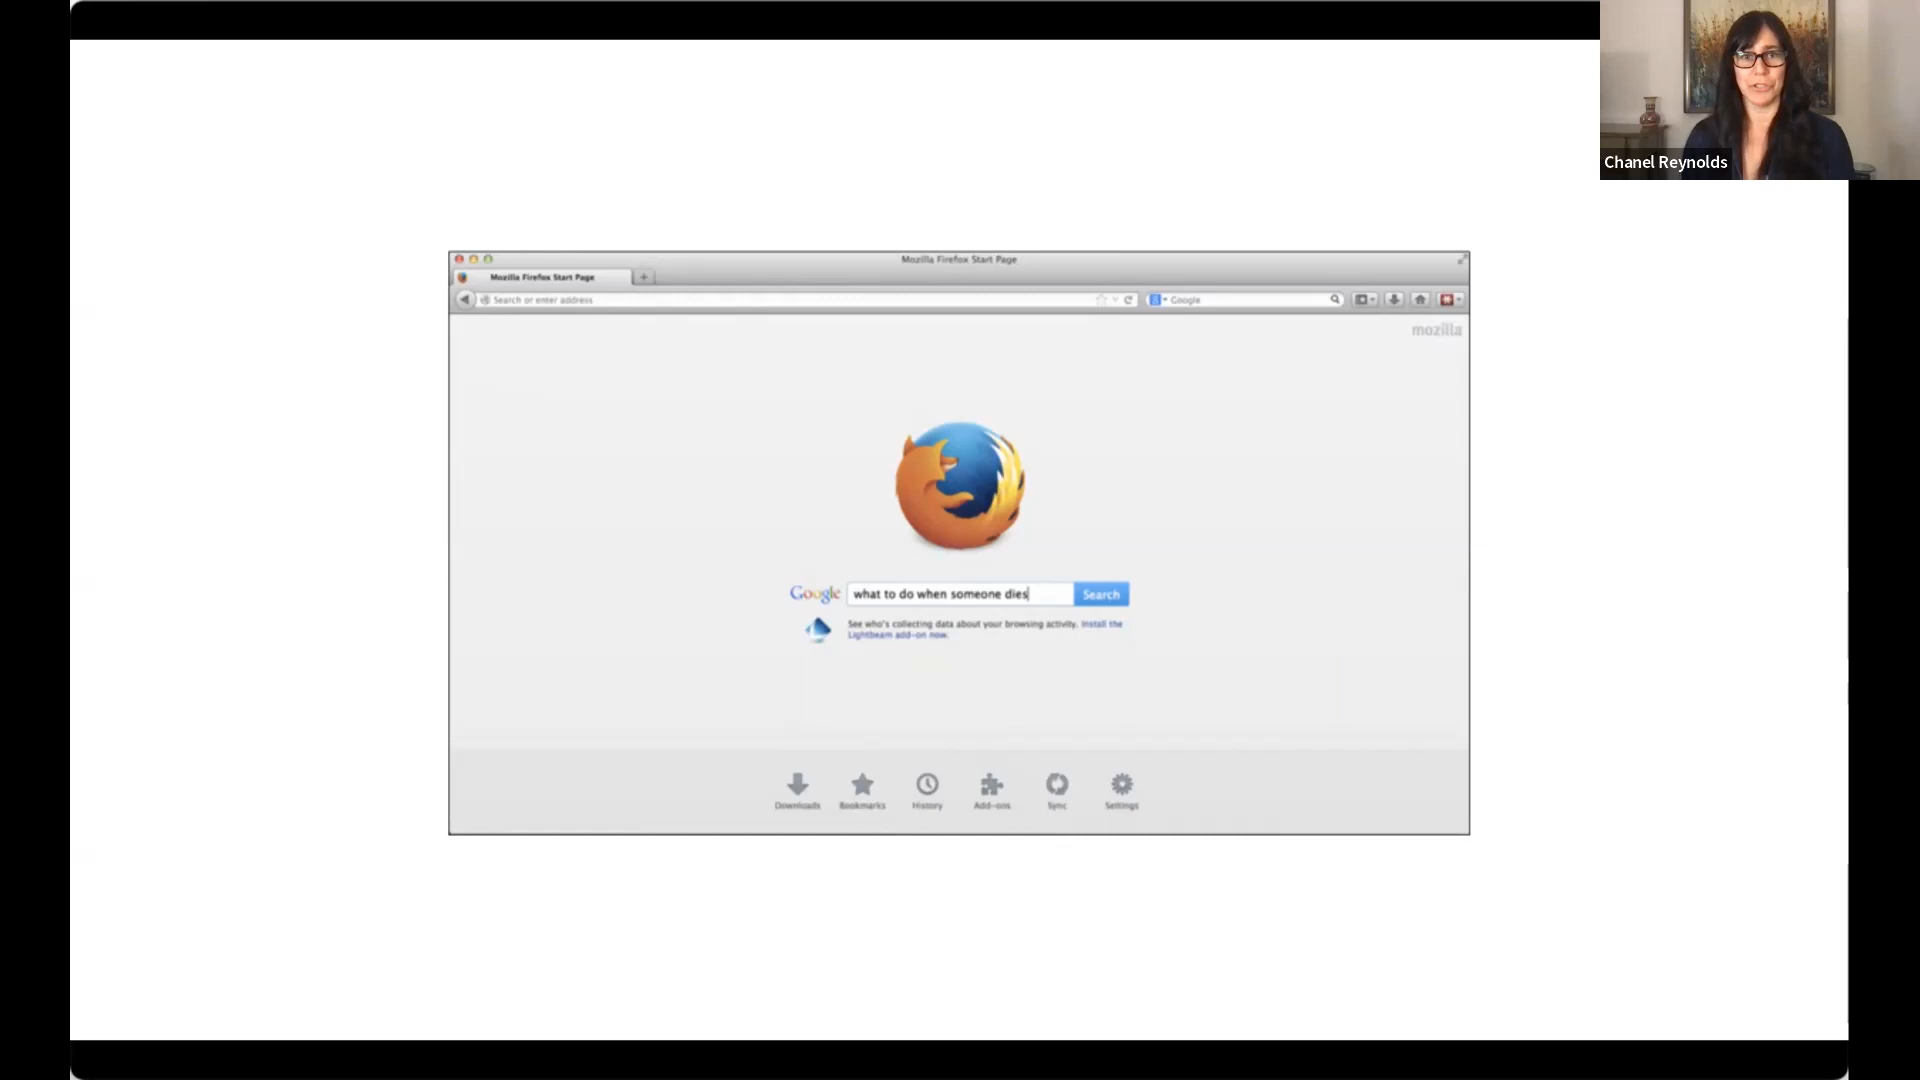 Chanel Reynolds
Mozilla Firefox Start Page
Mozilla Firefox Start Page
Search or enter address
Google
mozilla
Google what to do when someone dies Search
See who's collecting data about your browsing activity. Install the
Lightbeam add-on now.
Downloads Bookmarks History Add-ons Sync Settings